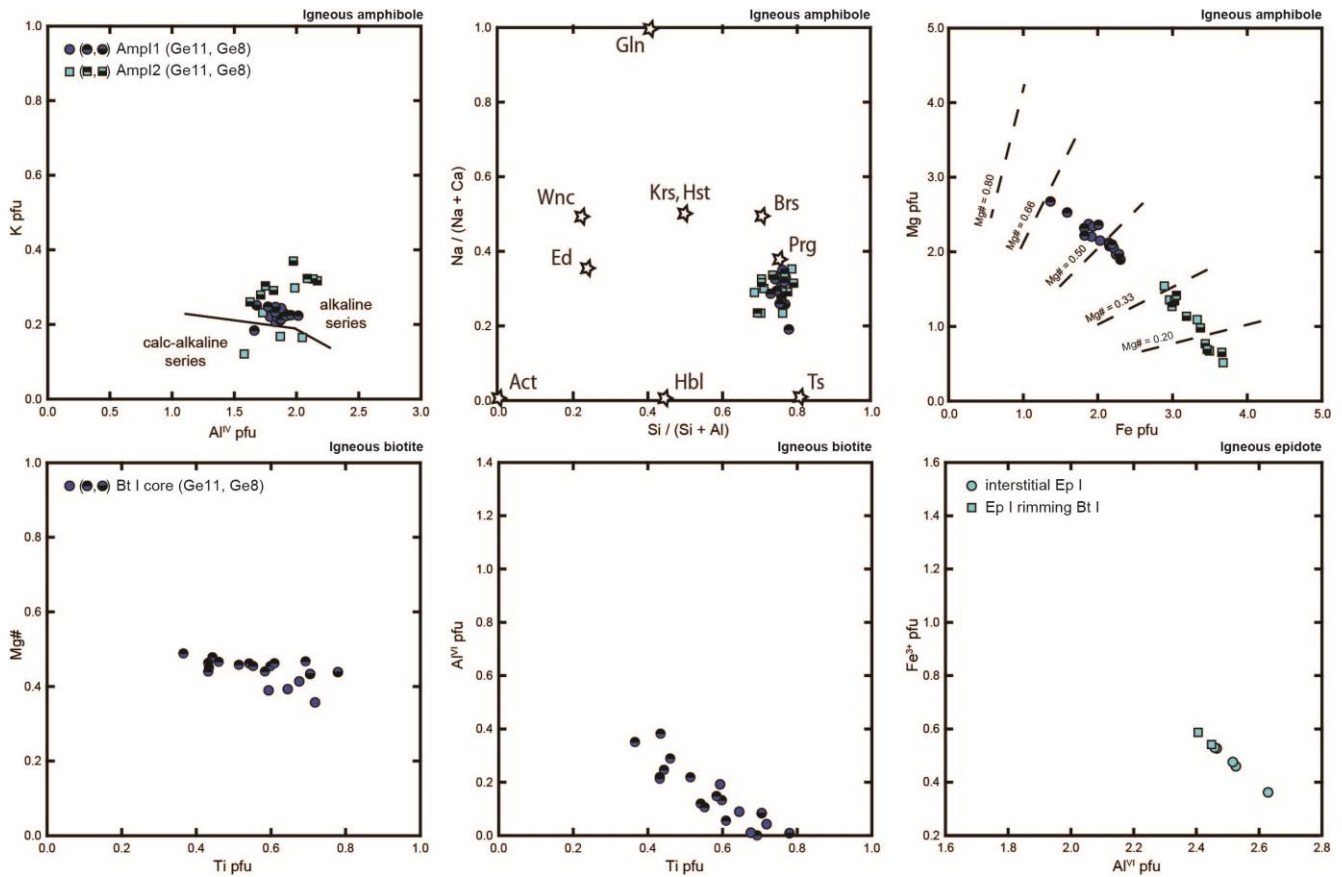 Igneous amphibole
1.0
0.8
0.6
0.4
0.2
0.0
K pfu
(,) Ampl1 (Ge11, Ge8)
(,) Ampl2 (Ge11, Ge8)
alkaline
series
calc-alkaline
series
0.0 0.5 1.0 1.5 2.0 2.5 3.0
Al^IV pfu
Igneous amphibole
1.0
0.8
0.6
0.4
0.2
0.0
Na / (Na + Ca)
Gln
Wnc
Krs, Hst
Brs
Ed
Prg
Act
Hbl
Ts
0.2 0.4 0.6 0.8 1.0
Si / (Si + Al)
Igneous amphibole
5.0
4.0
3.0
2.0
1.0
0.0
Mg pfu
Mg# = 0.80
Mg# = 0.66
Mg# = 0.50
Mg# = 0.33
Mg# = 0.20
0.0 1.0 2.0 3.0 4.0 5.0
Fe pfu
Igneous biotite
1.0
0.8
0.6
0.4
0.2
0.0
Mg#
(,) Bt I core (Ge11, Ge8)
0.0 0.2 0.4 0.6 0.8 1.0
Ti pfu
Igneous biotite
1.4
1.2
1.0
0.8
0.6
0.4
0.2
0.0
Al^VI pfu
0.0 0.2 0.4 0.6 0.8 1.0
Ti pfu
Igneous epidote
1.6
1.4
1.2
1.0
0.8
0.6
0.4
0.2
Fe³⁺ pfu
interstitial Ep I
Ep I rimming Bt I
1.6 1.8 2.0 2.2 2.4 2.6 2.8
Al^VI pfu